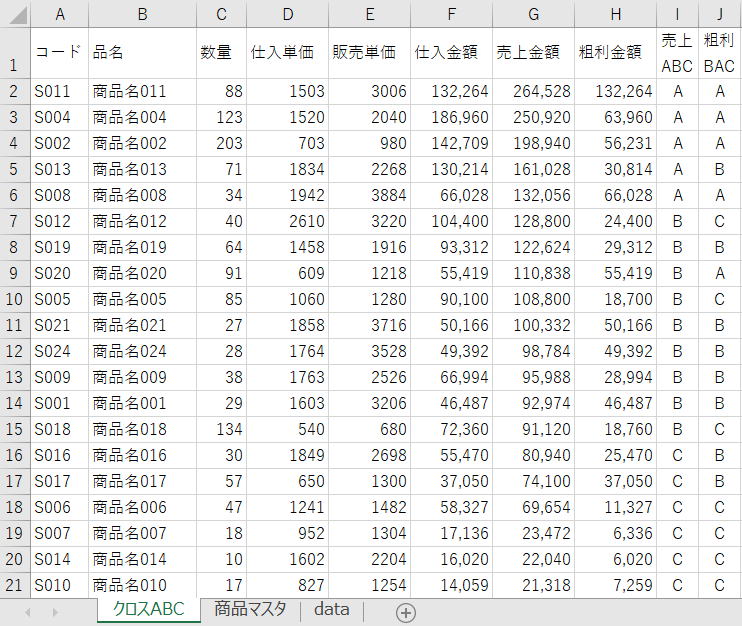 A B C D E F G H I J
1 コード 品名 数量 仕入単価 販売単価 仕入金額 売上金額 粗利金額 売上ABC 粗利BAC
2 S011 商品名011 88 1503 3006 132,264 264,528 132,264 A A
3 S004 商品名004 123 1520 2040 186,960 250,920 63,960 A A
4 S002 商品名002 203 703 980 142,709 198,940 56,231 A A
5 S013 商品名013 71 1834 2268 130,214 161,028 30,814 A B
6 S008 商品名008 34 1942 3884 66,028 132,056 66,028 A A
7 S012 商品名012 40 2610 3220 104,400 128,800 24,400 B C
8 S019 商品名019 64 1458 1916 93,312 122,624 29,312 B B
9 S020 商品名020 91 609 1218 55,419 110,838 55,419 B A
10 S005 商品名005 85 1060 1280 90,100 108,800 18,700 B C
11 S021 商品名021 27 1858 3716 50,166 100,332 50,166 B B
12 S024 商品名024 28 1764 3528 49,392 98,784 49,392 B B
13 S009 商品名009 38 1763 2526 66,994 95,988 28,994 B B
14 S001 商品名001 29 1603 3206 46,487 92,974 46,487 B B
15 S018 商品名018 134 540 680 72,360 91,120 18,760 B C
16 S016 商品名016 30 1849 2698 55,470 80,940 25,470 C B
17 S017 商品名017 57 650 1300 37,050 74,100 37,050 C B
18 S006 商品名006 47 1241 1482 58,327 69,654 11,327 C C
19 S007 商品名007 18 952 1304 17,136 23,472 6,336 C C
20 S014 商品名014 10 1602 2204 16,020 22,040 6,020 C C
21 S010 商品名010 17 827 1254 14,059 21,318 7,259 C C
クロスABC 商品マスタ data